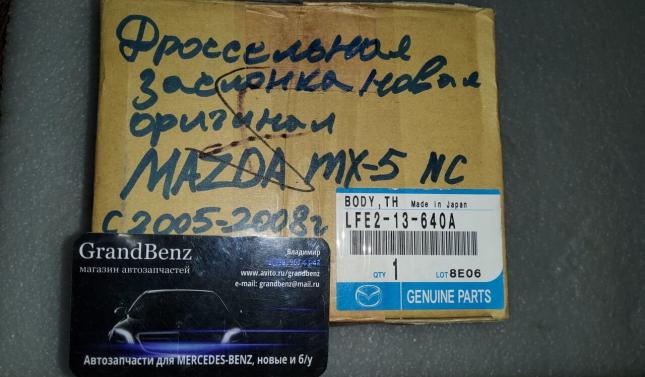 Дроссельная
заслонка новая
оригинал
MAZDA MX-5 NC
с 2005-2008г
BODY, TH Made in Japan
LFE2-13-640A
QTY 1 LOT 8E06
GENUINE PARTS
GrandBenz
магазин автозапчастей
Владимир
www.avito.ru/grandbenz
e-mail: grandbenz@mail.ru
Автозапчасти для MERCEDES-BENZ, новые и б/у